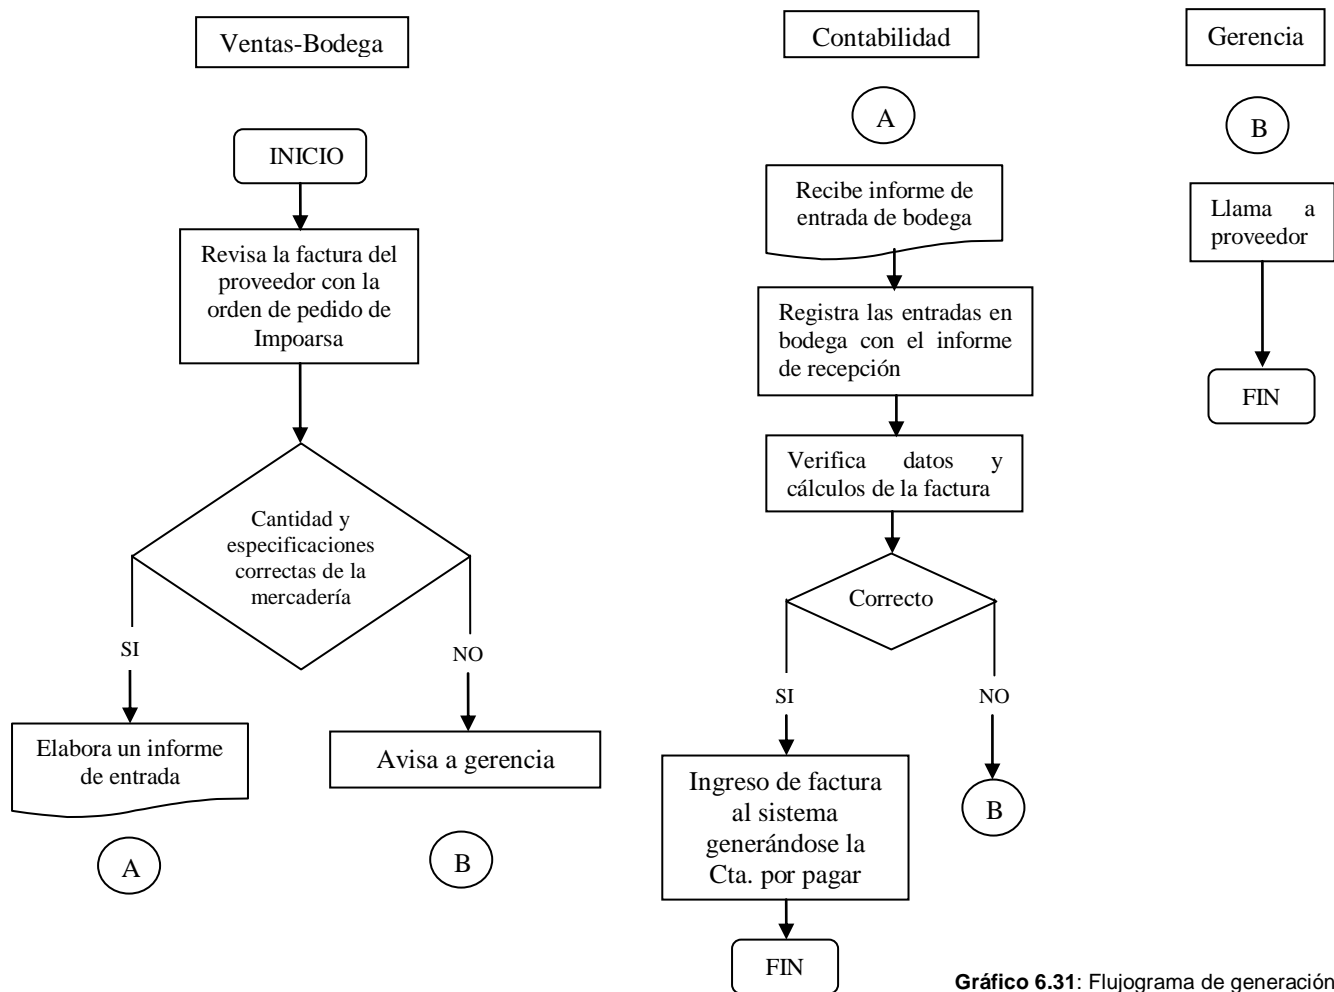 Ventas-Bodega
INICIO
Revisa la factura del
proveedor con la
orden de pedido de
Impoarsa
Cantidad y
especificaciones
correctas de la
mercadería
SI
NO
Elabora un informe
de entrada
Avisa a gerencia
A
B
Contabilidad
A
Recibe informe de
entrada de bodega
Registra las entradas en
bodega con el informe
de recepción
Verifica datos y
cálculos de la factura
Correcto
SI
NO
Ingreso de factura
al sistema
generándose la
Cta. por pagar
B
FIN
Gerencia
B
Llama a
proveedor
FIN
Gráfico 6.31: Flujograma de generación